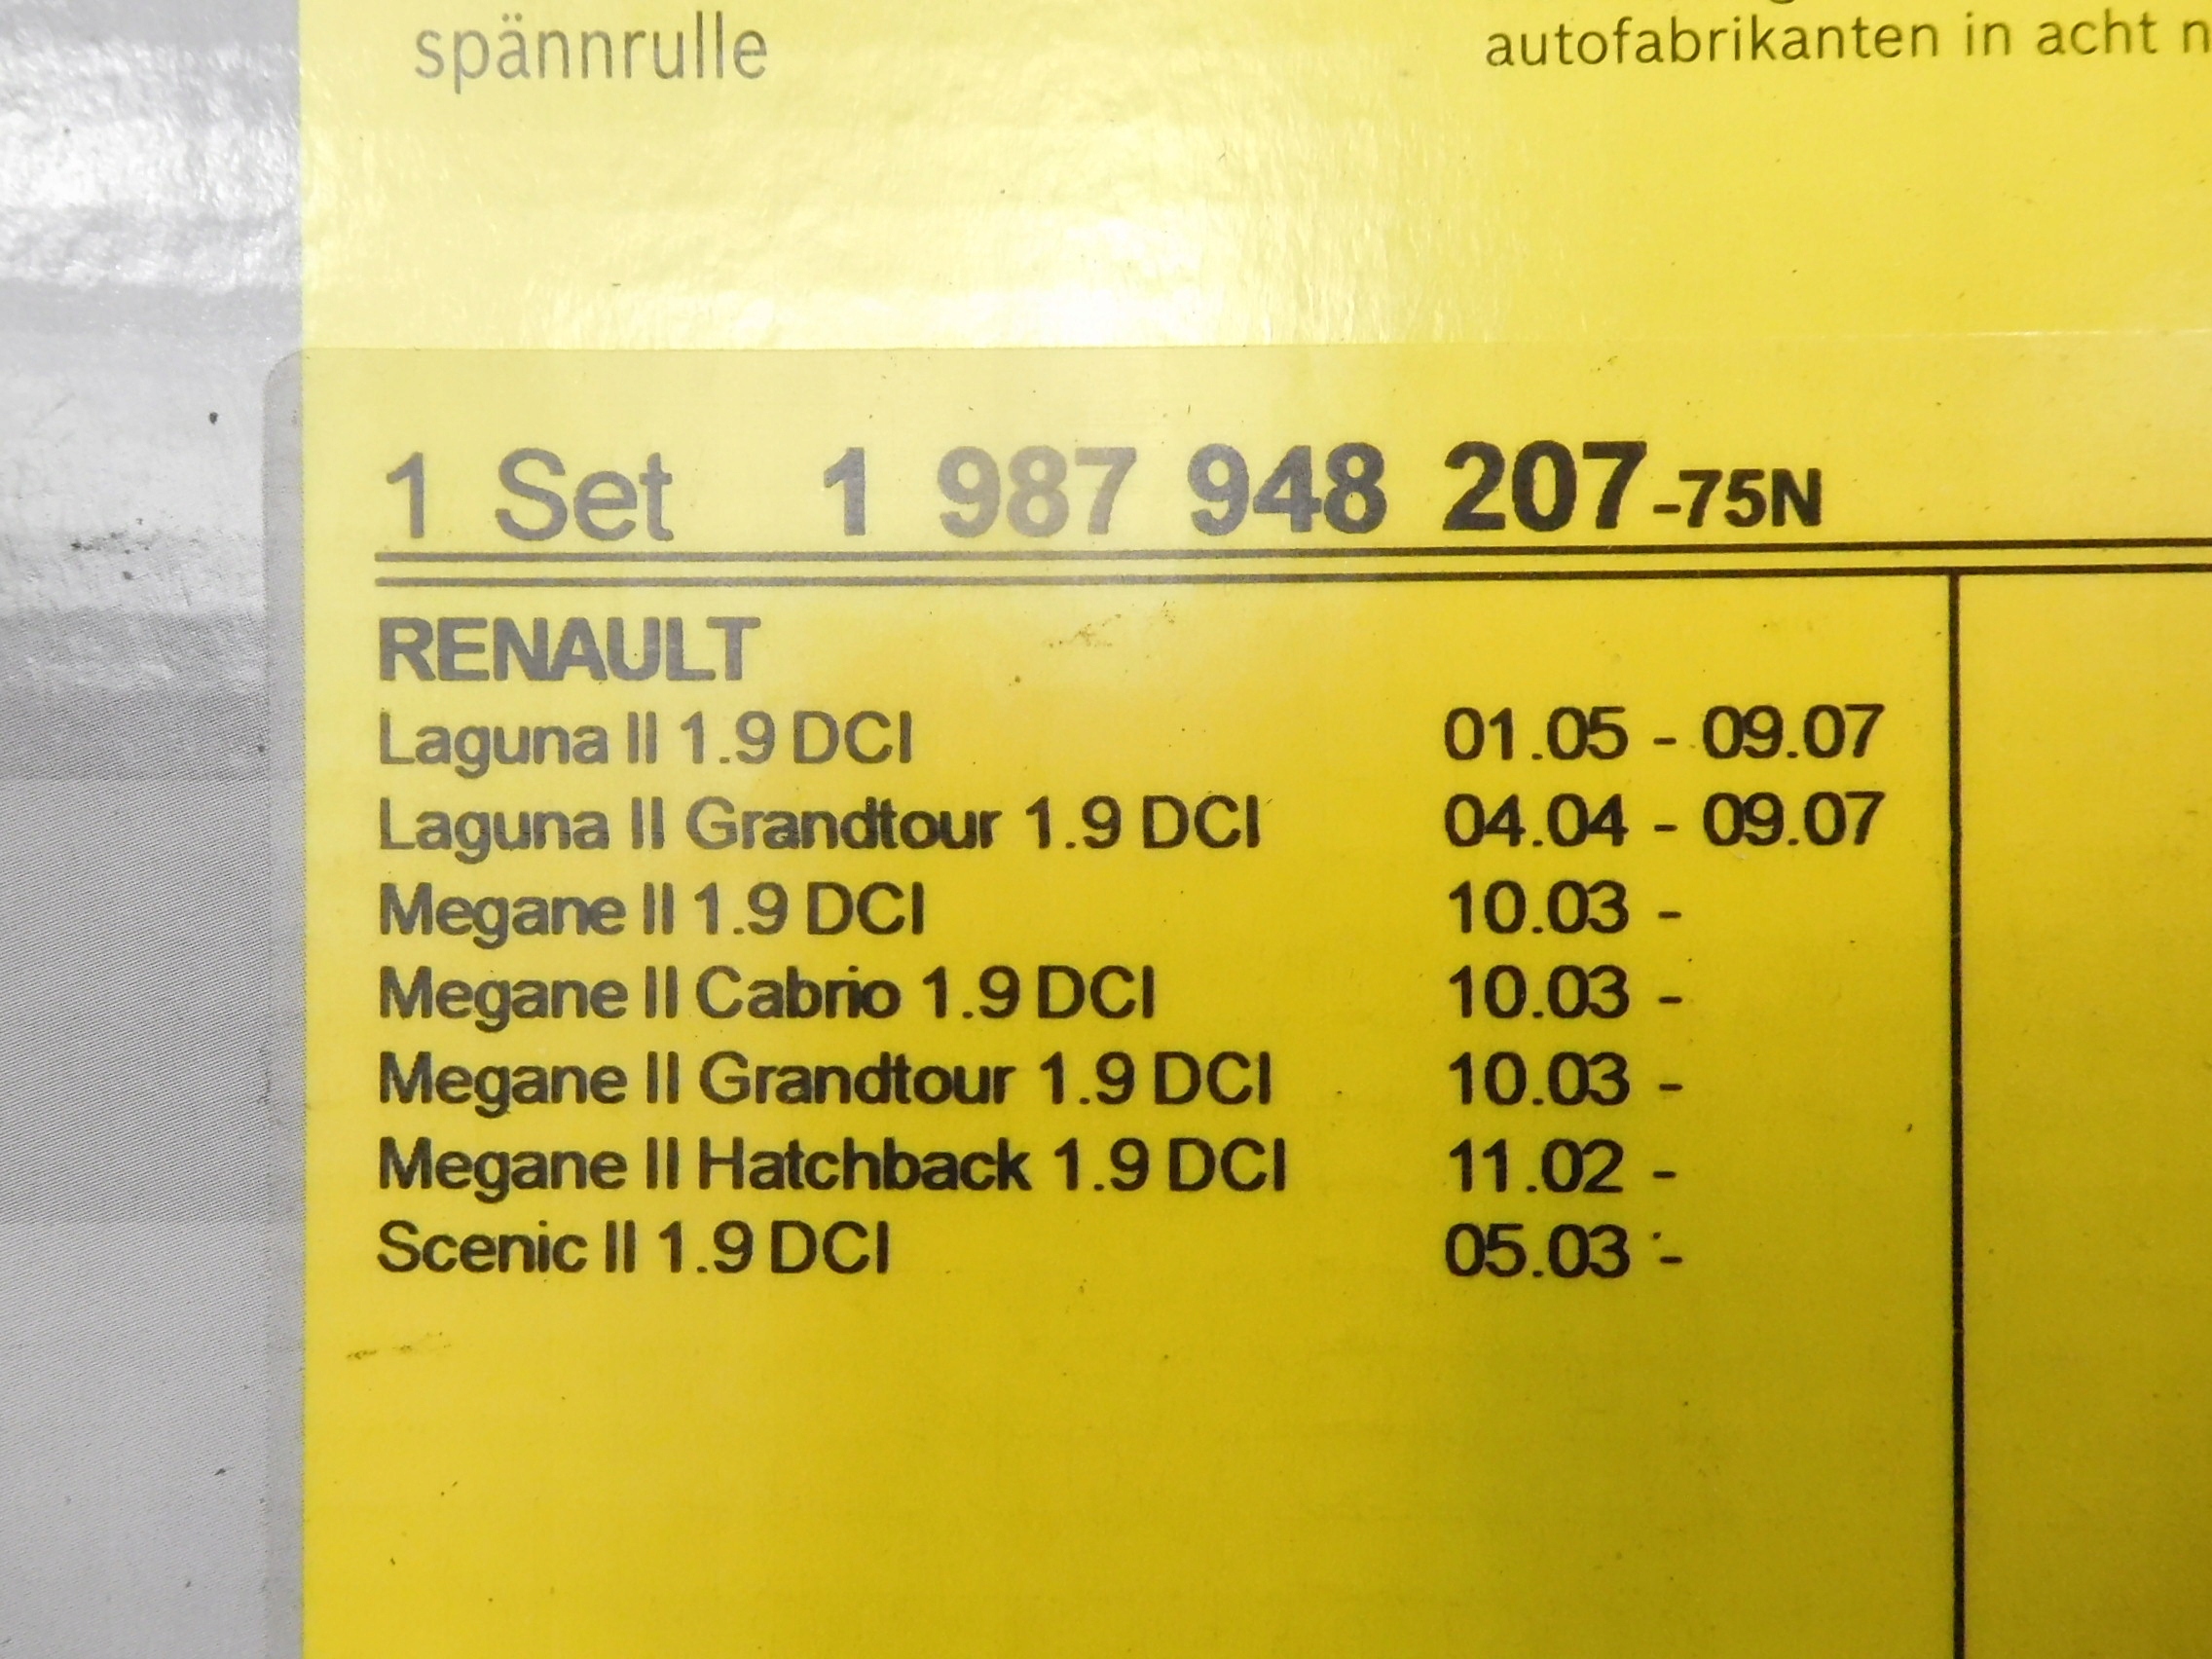 spännrulle
autofabrikanten in acht n
1 Set 1 987 948 207-75N
RENAULT
Laguna II 1.9 DCI 01.05 - 09.07
Laguna II Grandtour 1.9 DCI 04.04 - 09.07
Megane II 1.9 DCI 10.03 -
Megane II Cabrio 1.9 DCI 10.03 -
Megane II Grandtour 1.9 DCI 10.03 -
Megane II Hatchback 1.9 DCI 11.02 -
Scenic II 1.9 DCI 05.03 -